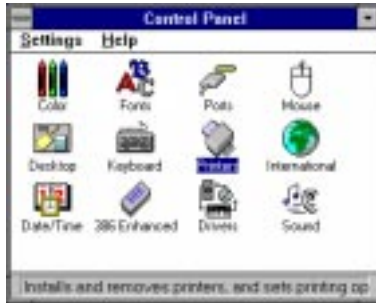 Control Panel
Settings Help
Color Fonts Ports Mouse
Desktop Keyboard Printers International
Date/Time 386 Enhanced Drivers Sound
Installs and removes printers, and sets printing op